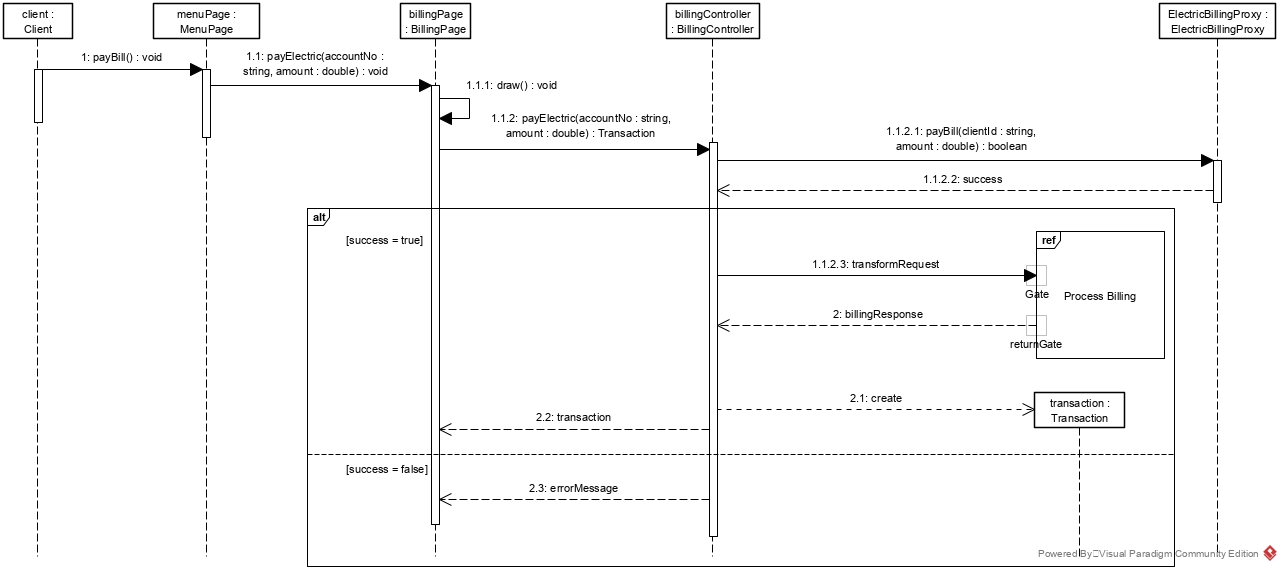 client :
Client
menuPage :
MenuPage
billingPage
: BillingPage
billingController
: BillingController
ElectricBillingProxy :
ElectricBillingProxy
1: payBill() : void
1.1: payElectric(accountNo :
string, amount : double) : void
1.1.1: draw() : void
1.1.2: payElectric(accountNo : string,
amount : double) : Transaction
1.1.2.1: payBill(clientId : string,
amount : double) : boolean
1.1.2.2: success
alt
[success = true]
ref
1.1.2.3: transformRequest
Gate
Process Billing
2: billingResponse
returnGate
2.1: create
transaction :
Transaction
2.2: transaction
[success = false]
2.3: errorMessage
Powered By Visual Paradigm Community Edition